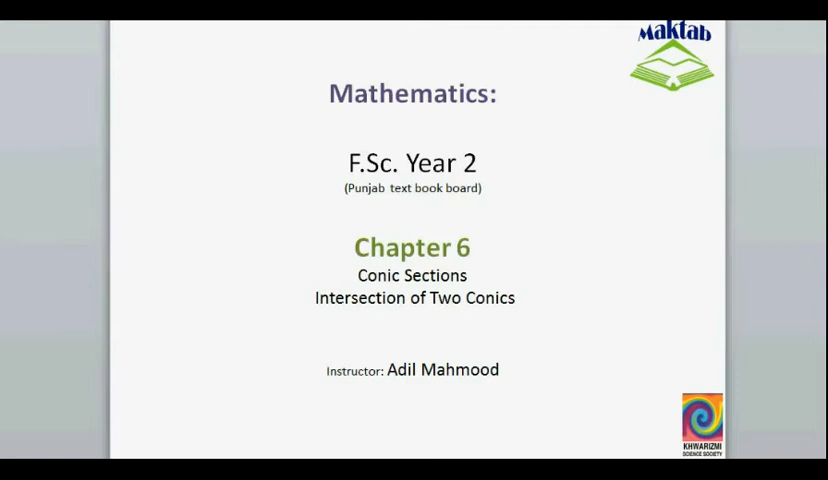 Maktab
Mathematics:
F.Sc. Year 2
(Punjab text book board)
Chapter 6
Conic Sections
Intersection of Two Conics
Instructor: Adil Mahmood
KHWARIZMI
SCIENCE SOCIETY